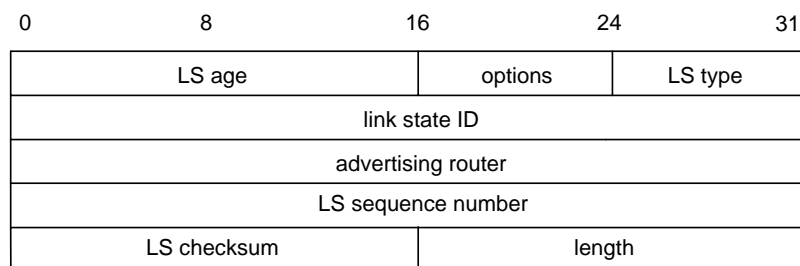 0 8 16 24 31
LS age options LS type
link state ID
advertising router
LS sequence number
LS checksum length